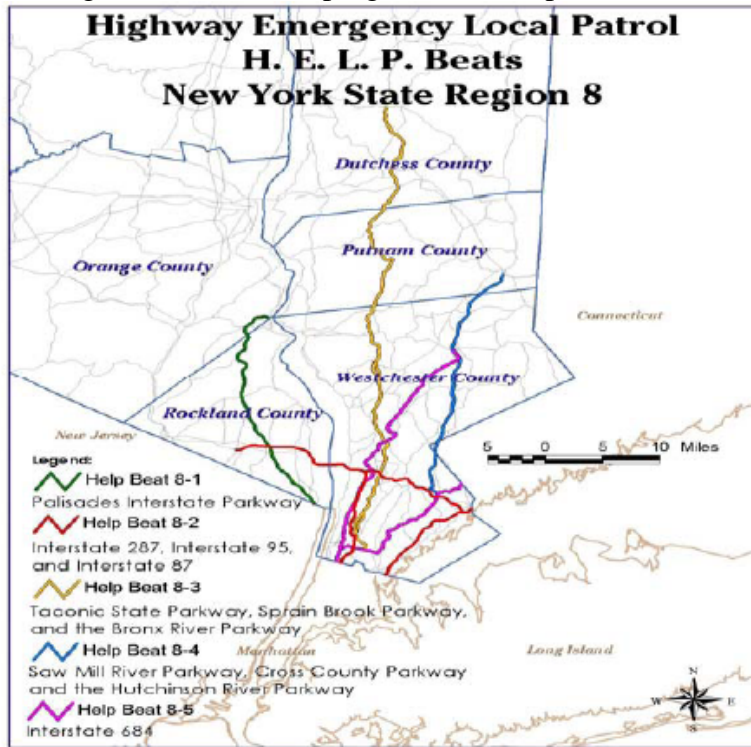 Highway Emergency Local Patrol
H. E. L. P. Beats
New York State Region 8
Dutchess County
Putnam County
Orange County
Connecticut
Westchester County
Rockland County
New Jersey
5 0 5 10 Miles
Legend:
Help Beat 8-1
Palisades Interstate Parkway
Help Beat 8-2
Interstate 287, Interstate 95,
and Interstate 87
Help Beat 8-3
Taconic State Parkway, Sprain Brook Parkway,
and the Bronx River Parkway
Help Beat 8-4
Manhattan
Long Island
Saw Mill River Parkway, Cross County Parkway
and the Hutchinson River Parkway
Help Beat 8-5
Interstate 684
N
W E
S